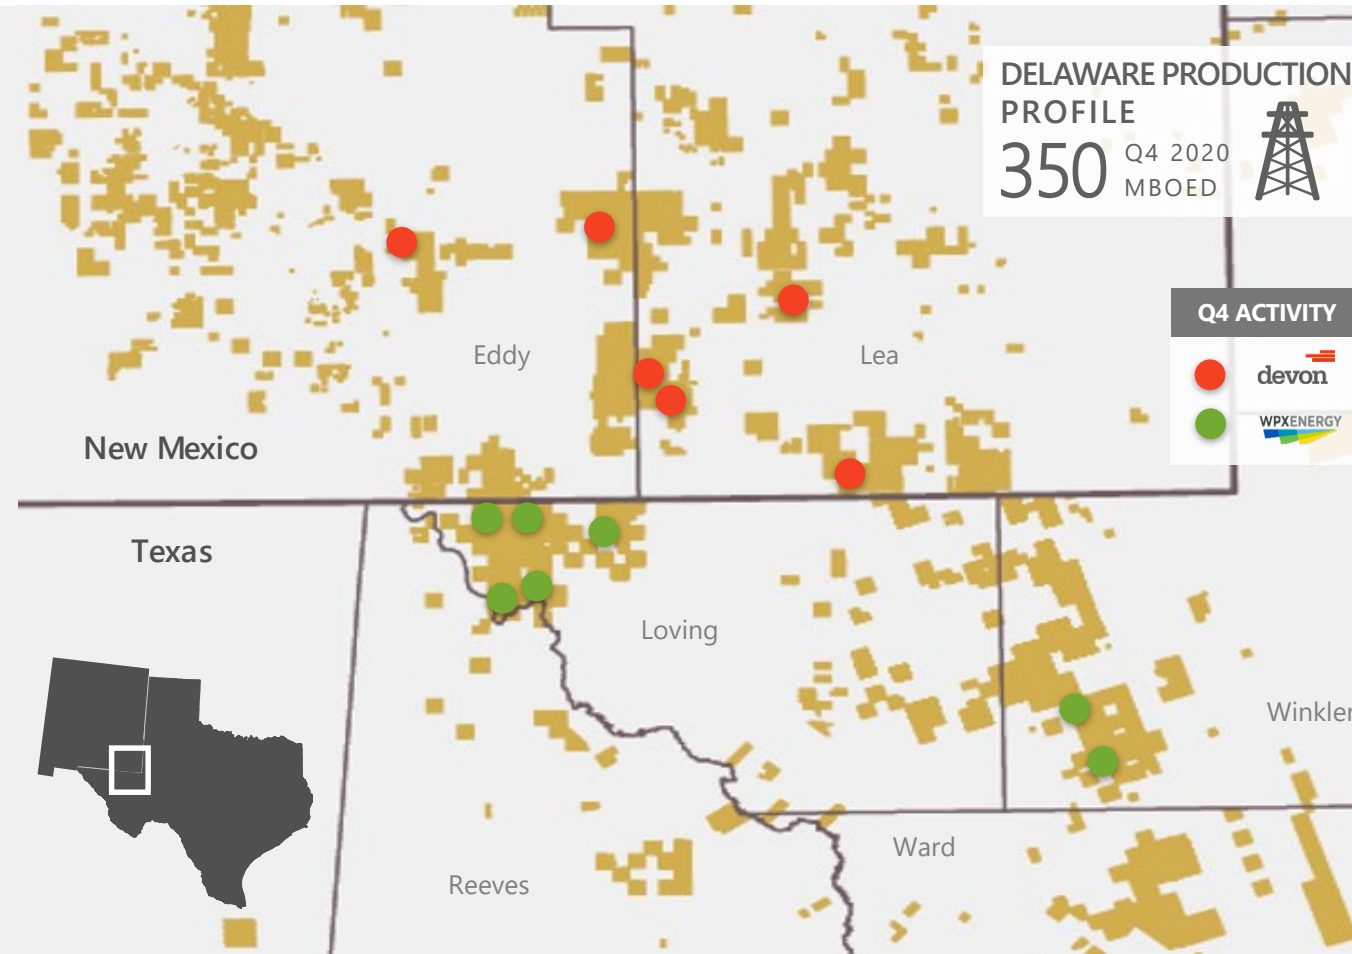 DELAWARE PRODUCTION
PROFILE
350 Q4 2020
MBOED
Q4 ACTIVITY
devon
WPXENERGY
Eddy
Lea
New Mexico
Texas
Loving
Winkler
Ward
Reeves